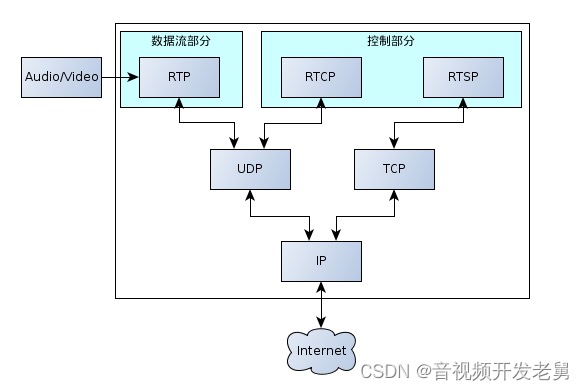 数据流部分
控制部分
Audio/Video
RTP
RTCP
RTSP
UDP
TCP
IP
Internet
CSDN @音视频开发老舅